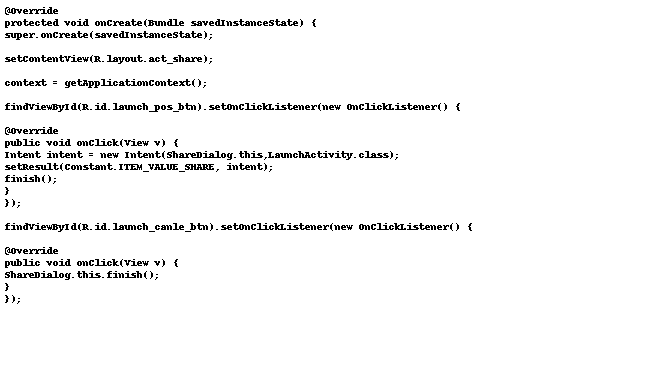 @Override
protected void onCreate(Bundle savedInstanceState) {
super.onCreate(savedInstanceState);
setContentView(R.layout.act_share);
context = getApplicationContext();
findViewById(R.id.launch_pos_btn).setOnClickListener(new OnClickListener() {
@Override
public void onClick(View v) {
Intent intent = new Intent(ShareDialog.this,LaunchActivity.class);
setResult(Constant.ITEM_VALUE_SHARE, intent);
finish();
}
});
findViewById(R.id.launch_canle_btn).setOnClickListener(new OnClickListener() {
@Override
public void onClick(View v) {
ShareDialog.this.finish();
}
});